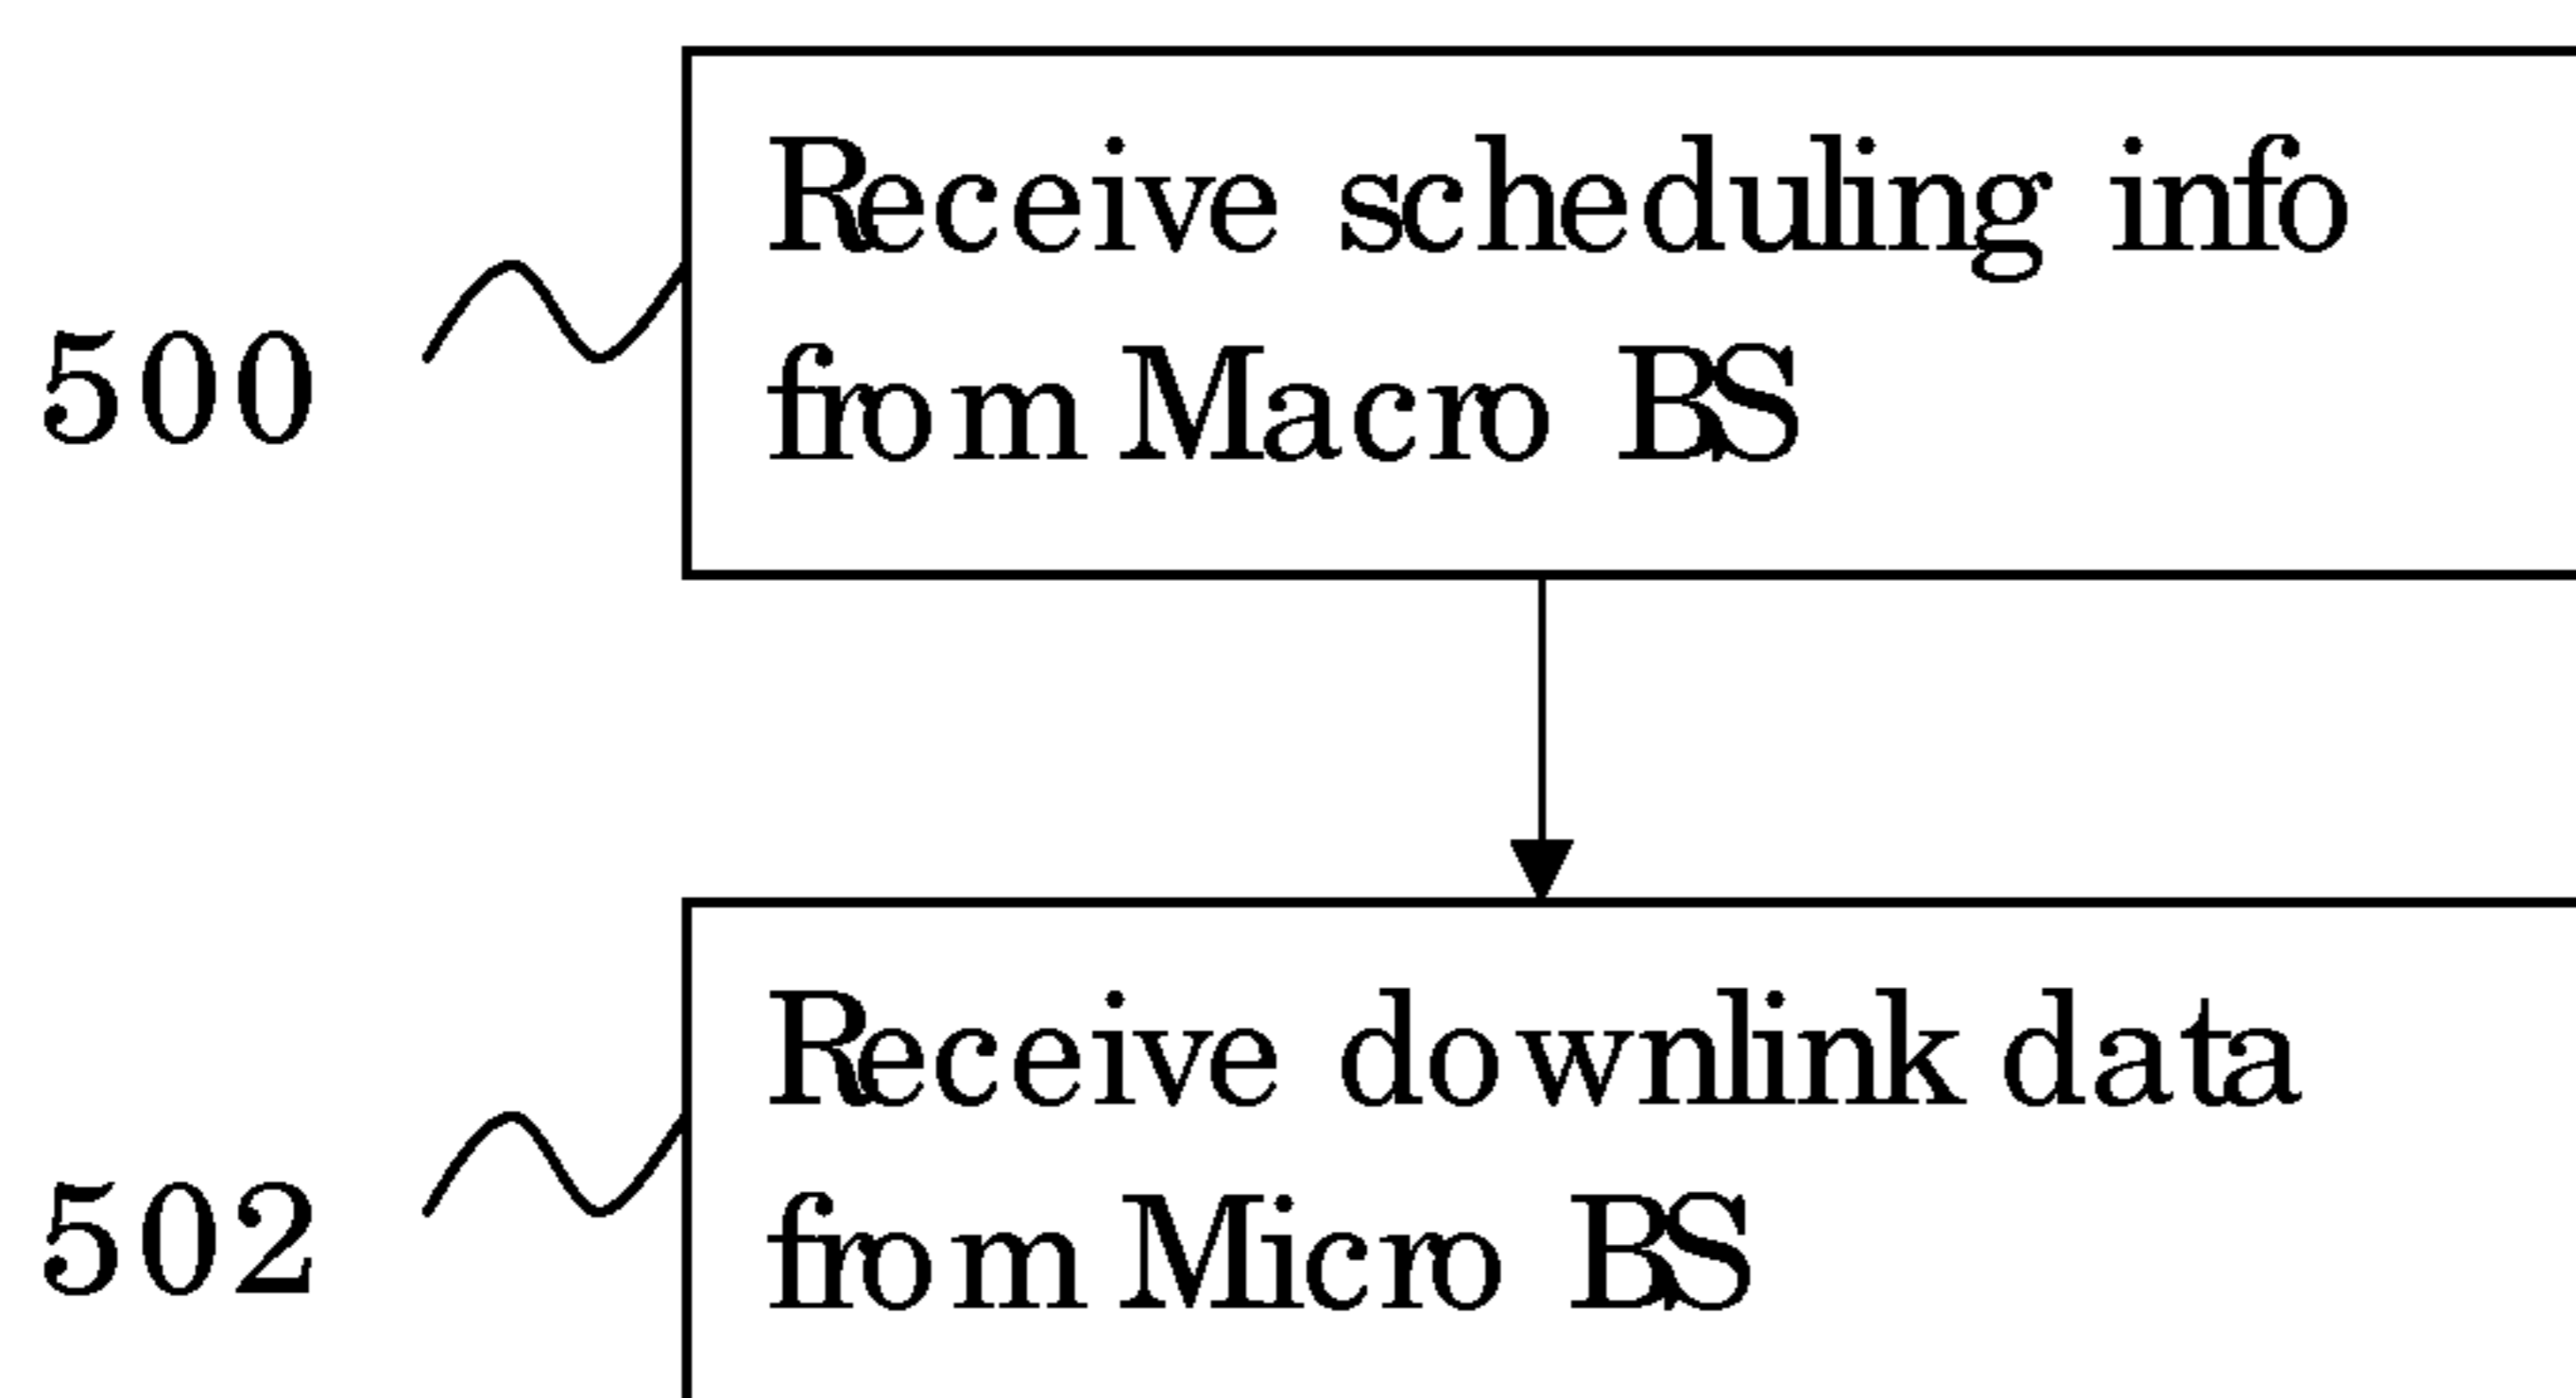 Receive scheduling info
500
from Macro BS
Receive downlink data
502
from Micro BS